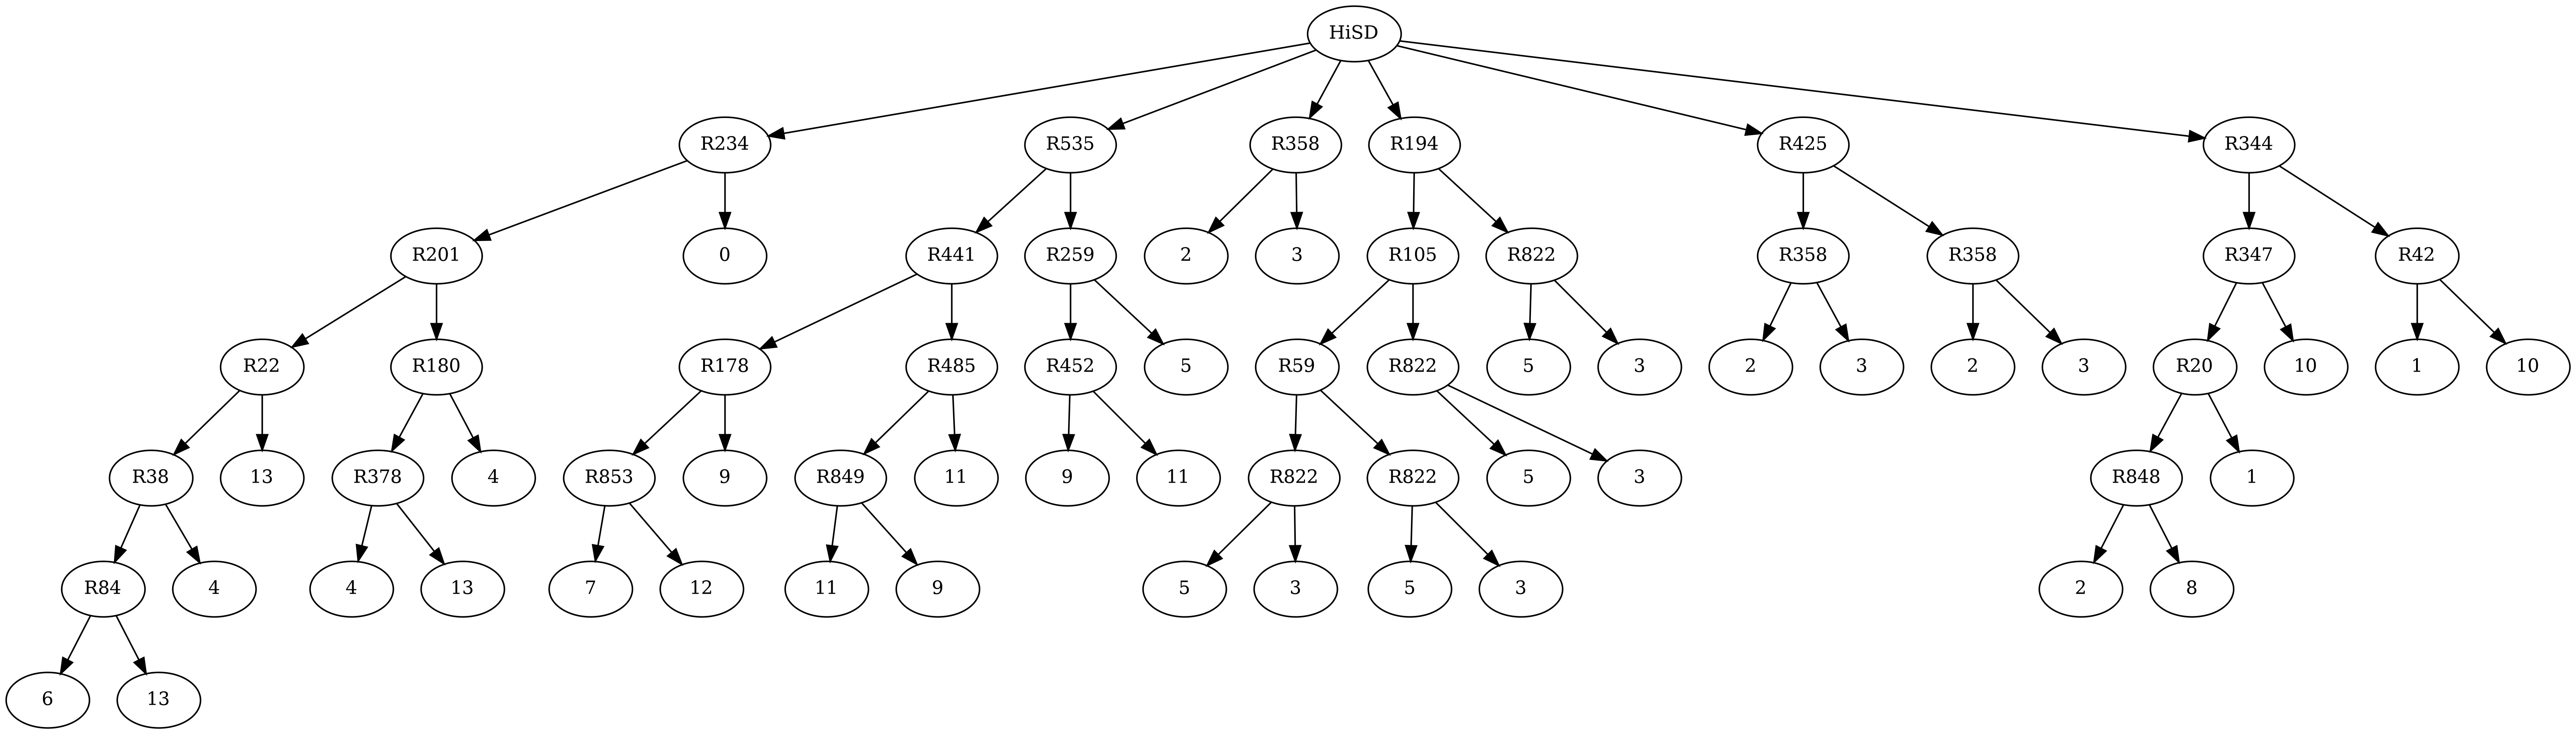 HiSD
R234 R535 R358 R194 R425 R344
R201 0 R441 R259 2 3 R105 R822 R358 R358 R347 R42
R22 R180 R178 R485 R452 5 R59 R822 5 3 2 3 2 3 R20 10 1 10
R38 13 R378 4 R853 9 R849 11 9 11 R822 R822 5 3 R848 1
R84 4 4 13 7 12 11 9 5 3 5 3 2 8
6 13